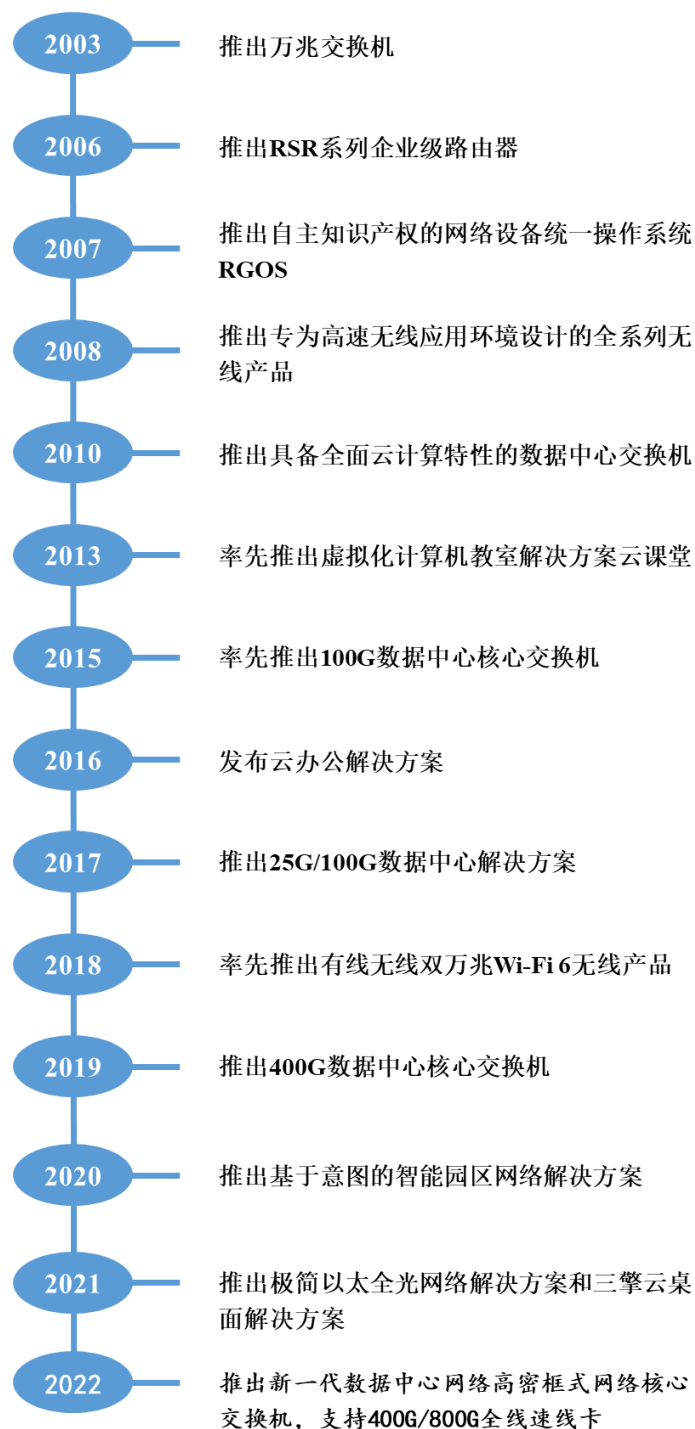 2003
推出万兆交换机
2006
推出RSR系列企业级路由器
2007
推出自主知识产权的网络设备统一操作系统
RGOS
2008
推出专为高速无线应用环境设计的全系列无
线产品
2010
推出具备全面云计算特性的数据中心交换机
2013
率先推出虚拟化计算机教室解决方案云课堂
2015
率先推出100G数据中心核心交换机
2016
发布云办公解决方案
2017
推出25G/100G数据中心解决方案
2018
率先推出有线无线双万兆Wi-Fi 6无线产品
2019
推出400G数据中心核心交换机
2020
推出基于意图的智能园区网络解决方案
2021
推出极简以太全光网络解决方案和三擎云桌
面解决方案
2022
推出新一代数据中心网络高密框式网络核心
交换机，支持400G/800G全线速线卡